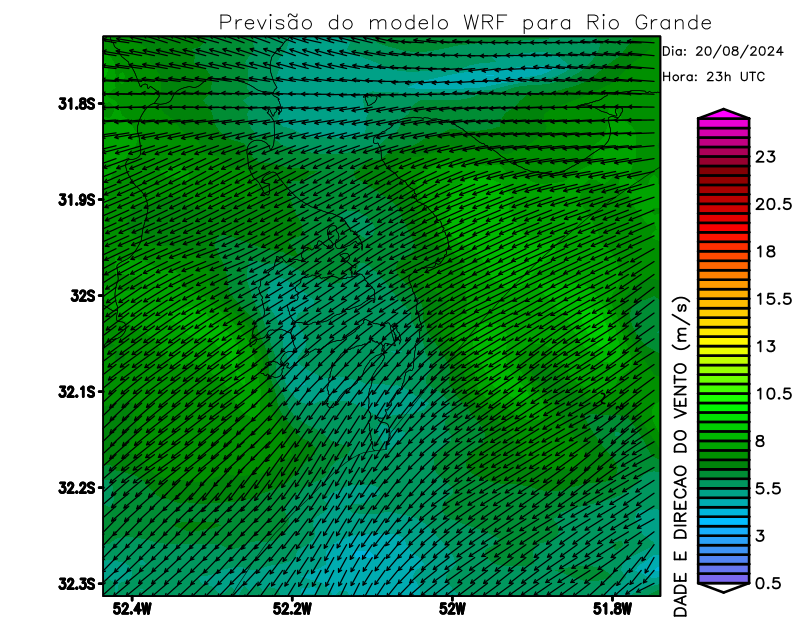 Previsão do modelo WRF para Rio Grande
Dia: 20/08/2024
Hora: 23h UTC
31.8S
31.9S
32S
32.1S
32.2S
32.3S
52.4W
52.2W
52W
51.8W
DADE E DIRECAO DO VENTO (m/s)
23
20.5
18
15.5
13
10.5
8
5.5
3
0.5